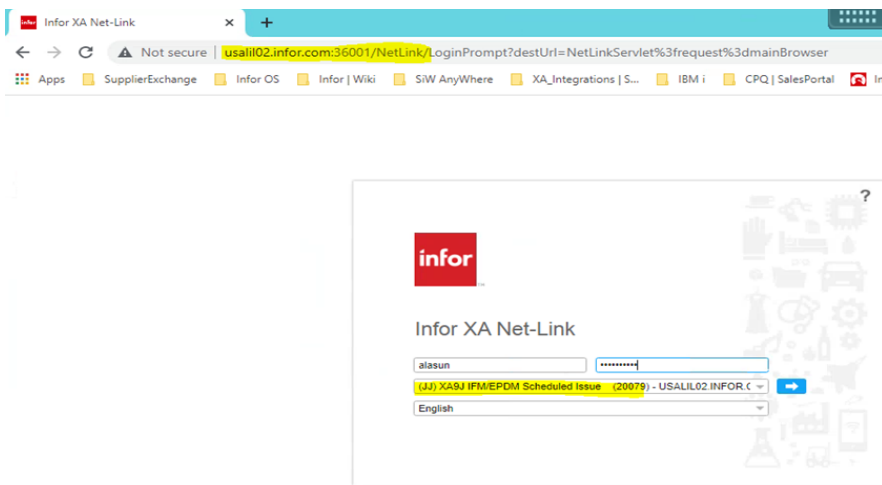 infor Infor XA Net-Link × +
Not secure | usalil02.infor.com:36001/NetLink/LoginPrompt?destUrl=NetLinkServlet%3frequest%3dmainBrowser
Apps SupplierExchange Infor OS Infor | Wiki SiW AnyWhere XA_Integrations | S... IBM i CPQ | SalesPortal In
?
infor
Infor XA Net-Link
alasun ••••••••••
(JJ) XA9J IFM/EPDM Scheduled Issue (20079) - USALIL02.INFOR.C
English